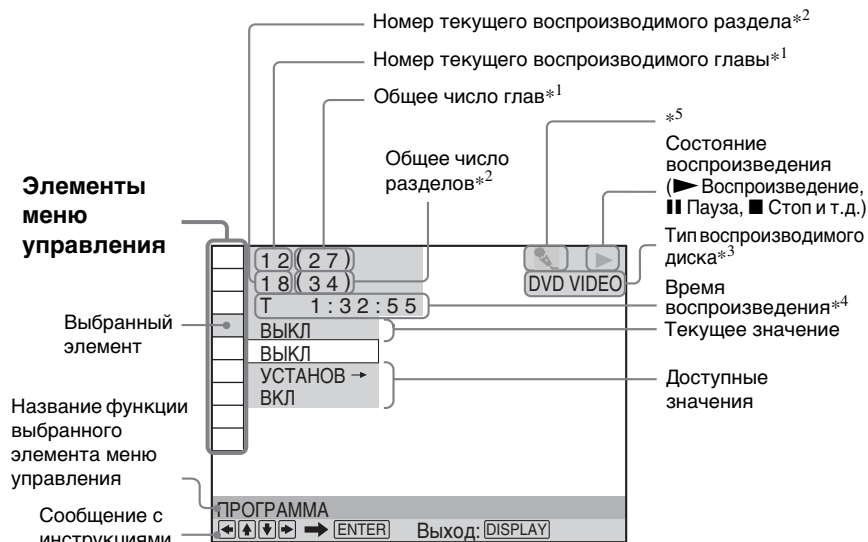 Номер текущего воспроизводимого раздела*2
Номер текущего воспроизводимого главы*1
Общее число глав*1
*5
Состояние
воспроизведения
(▶ Воспроизведение,
❚❚ Пауза, ■ Стоп и т.д.)
Общее число
разделов*2
Элементы
меню
управления
Тип воспроизводимого
диска*3
12(27)
18(34)
T 1:32:55
DVD VIDEO
Время
воспроизведения*4
Текущее значение
ВЫКЛ
ВЫКЛ
УСТАНОВ →
ВКЛ
Выбранный
элемент
Доступные
значения
Название функции
выбранного
элемента меню
управления
ПРОГРАММА
Сообщение с
инструкциями
← ↑ ↓ → ➡ ENTER Выход: DISPLAY